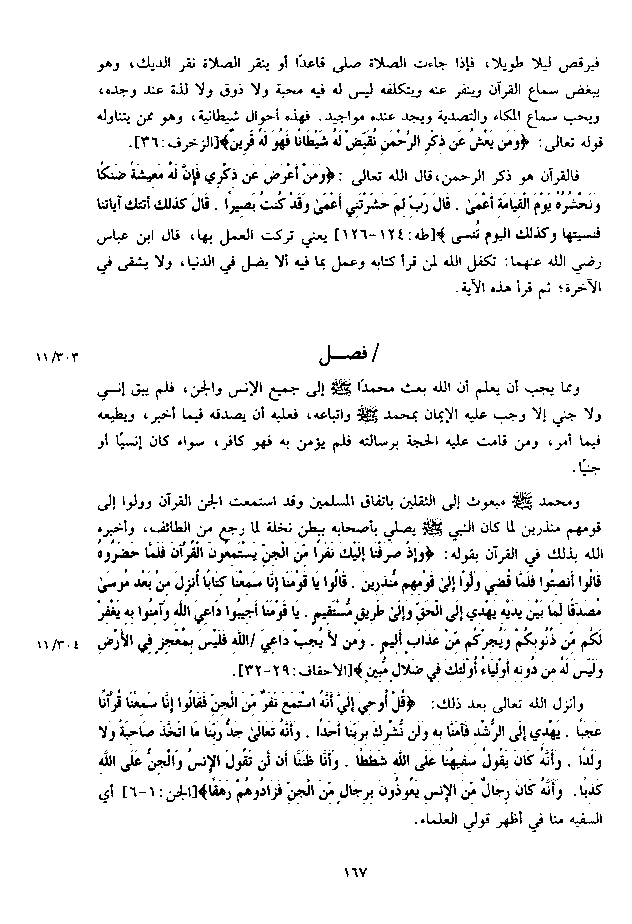 فيرقص ليلا طويلا، فإذا جاءت الصلاة صلى قاعدًا أو ينقر الصلاة نقر الديك، وهو
يبغض سماع القرآن وينفر عنه ويتكلفه ليس له فيه محبة ولا ذوق ولا لذة عند وجده،
ويحب سماع المكاء والتصدية ويجد عنده مواجيد. فهذه أحوال شيطانية، وهو ممن يتناوله
قوله تعالى: ﴿وَمَن يَعْشُ عَن ذِكْرِ الرَّحْمَنِ نُقَيِّضْ لَهُ شَيْطَانًا فَهُوَ لَهُ قَرِينٌ﴾[الزخرف:٣٦].
فالقرآن هو ذكر الرحمن،قال الله تعالى :﴿وَمَنْ أَعْرَضَ عَن ذِكْرِي فَإِنَّ لَهُ مَعِيشَةً ضَنكًا
وَنَحْشُرُهُ يَوْمَ الْقِيَامَةِ أَعْمَى . قَالَ رَبِّ لِمَ حَشَرْتَنِي أَعْمَى وَقَدْ كُنتُ بَصِيرًا . قَالَ كَذَلِكَ أَتَتْكَ آيَاتُنَا
فَنَسِيتَهَا وَكَذَلِكَ الْيَوْمَ تُنسَى ﴾[طه:١٢٤-١٢٦] يعني تركت العمل بها، قال ابن عباس
رضي الله عنهما: تكفل الله لمن قرأ كتابه وعمل بما فيه ألا يضل في الدنيا، ولا يشقى في
الآخرة؛ ثم قرأ هذه الآية.
١١/٣٠٣ / فصـــل
ومما يجب أن يعلم أن الله بعث محمدًا ﷺ إلى جميع الإنس والجن، فلم يبق إنسـي
ولا جني إلا وجب عليه الإيمان بمحمد ﷺ واتباعه، فعليه أن يصدقه فيما أخبر، ويطيعه
فيما أمر، ومن قامت عليه الحجة برسالته فلم يؤمن به فهو كافر، سواء كان إنسيًا أو
جنيًا.
ومحمد ﷺ مبعوث إلى الثقلين باتفاق المسلمين وقد استمعت الجن القرآن وولوا إلى
قومهم منذرين لما كان النبي ﷺ يصلي بأصحابه ببطن نخلة لما رجع من الطائف، وأخبره
الله بذلك في القرآن بقوله: ﴿وَإِذْ صَرَفْنَا إِلَيْكَ نَفَرًا مِّنَ الْجِنِّ يَسْتَمِعُونَ الْقُرْآنَ فَلَمَّا حَضَرُوهُ
قَالُوا أَنصِتُوا فَلَمَّا قُضِيَ وَلَّوْا إِلَى قَوْمِهِم مُّنذِرِينَ . قَالُوا يَا قَوْمَنَا إِنَّا سَمِعْنَا كِتَابًا أُنزِلَ مِنْ بَعْدِ مُوسَى
مُصَدِّقًا لِّمَا بَيْنَ يَدَيْهِ يَهْدِي إِلَى الْحَقِّ وَإِلَى طَرِيقٍ مُّسْتَقِيمٍ . يَا قَوْمَنَا أَجِيبُوا دَاعِيَ اللَّهِ وَآمِنُوا بِهِ يَغْفِرْ
١١/٣٠٤ لَكُم مِّن ذُنُوبِكُمْ وَيُجِرْكُم مِّنْ عَذَابٍ أَلِيمٍ . وَمَن لاَّ يُجِبْ دَاعِيَ /اللَّهِ فَلَيْسَ بِمُعْجِزٍ فِي الأَرْضِ
وَلَيْسَ لَهُ مِن دُونِهِ أَوْلِيَاءُ أُوْلَئِكَ فِي ضَلالٍ مُّبِينٍ ﴾[الأحقاف:٢٩-٣٢].
وأنزل الله تعالى بعد ذلك: ﴿قُلْ أُوحِيَ إِلَيَّ أَنَّهُ اسْتَمَعَ نَفَرٌ مِّنَ الْجِنِّ فَقَالُوا إِنَّا سَمِعْنَا قُرْآنًا
عَجَبًا . يَهْدِي إِلَى الرُّشْدِ فَآمَنَّا بِهِ وَلَن نُّشْرِكَ بِرَبِّنَا أَحَدًا . وَأَنَّهُ تَعَالَى جَدُّ رَبِّنَا مَا اتَّخَذَ صَاحِبَةً وَلا
وَلَدًا . وَأَنَّهُ كَانَ يَقُولُ سَفِيهُنَا عَلَى اللَّهِ شَطَطًا . وَأَنَّا ظَنَنَّا أَن لَّن تَقُولَ الإِنسُ وَالْجِنُّ عَلَى اللَّهِ
كَذِبًا. وَأَنَّهُ كَانَ رِجَالٌ مِّنَ الإِنسِ يَعُوذُونَ بِرِجَالٍ مِّنَ الْجِنِّ فَزَادُوهُمْ رَهَقًا﴾[الجن:١-٦] أي
السفيه منا في أظهر قولي العلماء.
١٦٧